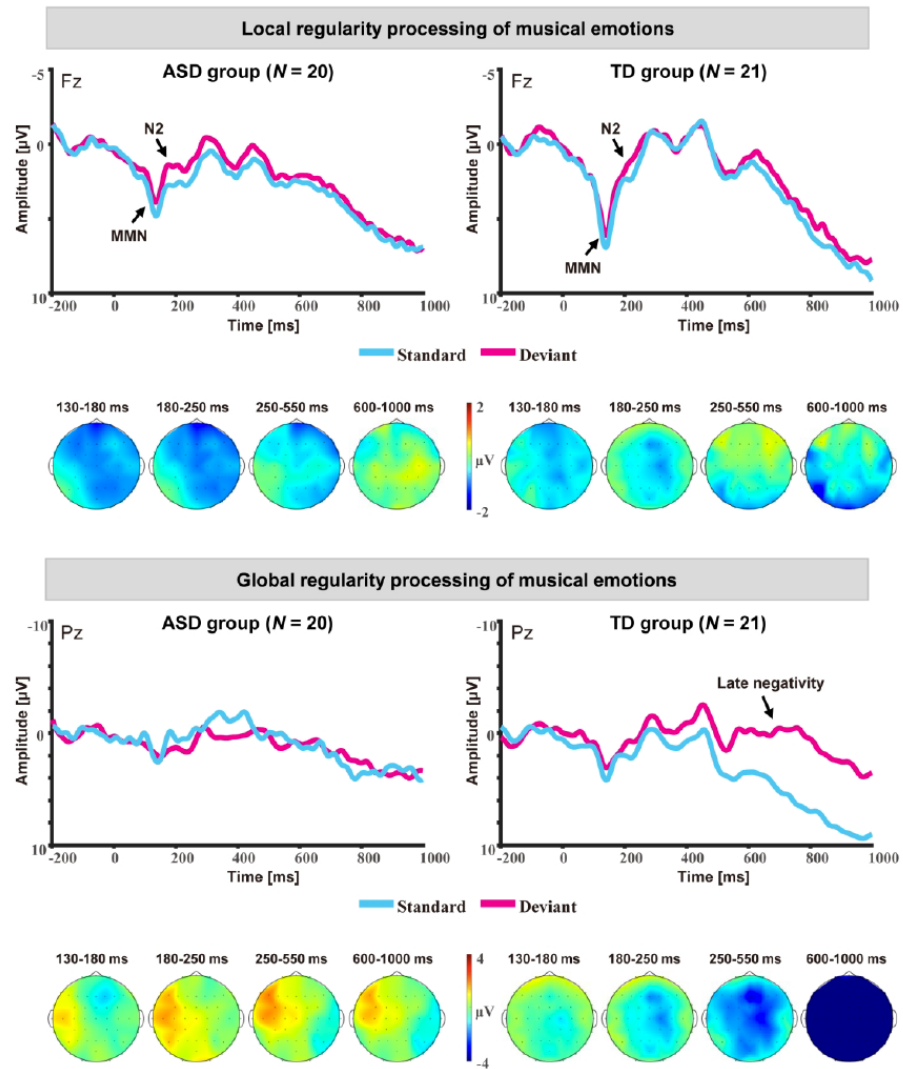 Local regularity processing of musical emotions
ASD group (N = 20)
TD group (N = 21)
-5
Fz
N2
0
MMN
10
Amplitude [µV]
-200 0 200 400 600 800 1000
Time [ms]
-5
Fz
N2
0
MMN
10
Amplitude [µV]
-200 0 200 400 600 800 1000
Time [ms]
Standard Deviant
130-180 ms 180-250 ms 250-550 ms 600-1000 ms
2
µV
-2
130-180 ms 180-250 ms 250-550 ms 600-1000 ms
Global regularity processing of musical emotions
ASD group (N = 20)
TD group (N = 21)
-10
Pz
0
10
Amplitude [µV]
-200 0 200 400 600 800 1000
Time [ms]
-10
Pz
Late negativity
0
10
Amplitude [µV]
-200 0 200 400 600 800 1000
Time [ms]
Standard Deviant
130-180 ms 180-250 ms 250-550 ms 600-1000 ms
4
µV
-4
130-180 ms 180-250 ms 250-550 ms 600-1000 ms